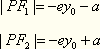 | PF₁ |= −ey₀ − a
| PF₂ |= −ey₀ + a